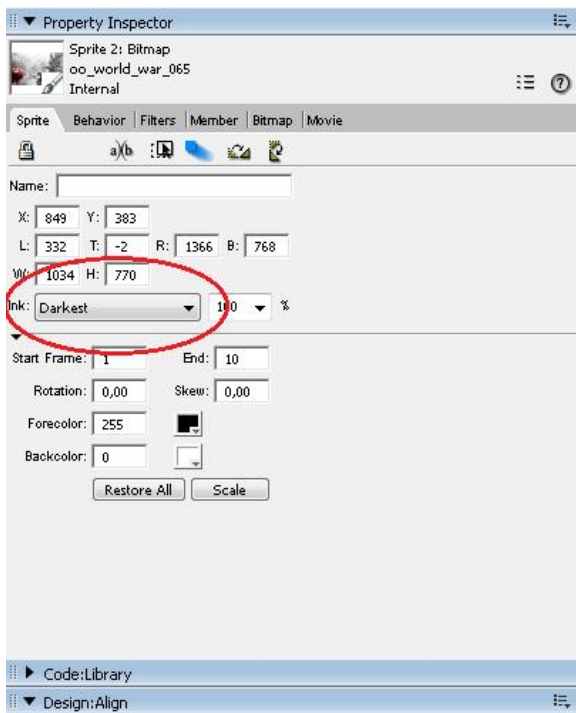 Property Inspector
Sprite 2: Bitmap
oo_world_war_065
Internal
Sprite Behavior Filters Member Bitmap Movie
Name:
X: 849 Y: 383
L: 332 T: -2 R: 1366 B: 768
W: 1034 H: 770
Ink: Darkest 100 %
Start Frame: 1 End: 10
Rotation: 0,00 Skew: 0,00
Forecolor: 255
Backcolor: 0
Restore All Scale
Code:Library
Design:Align